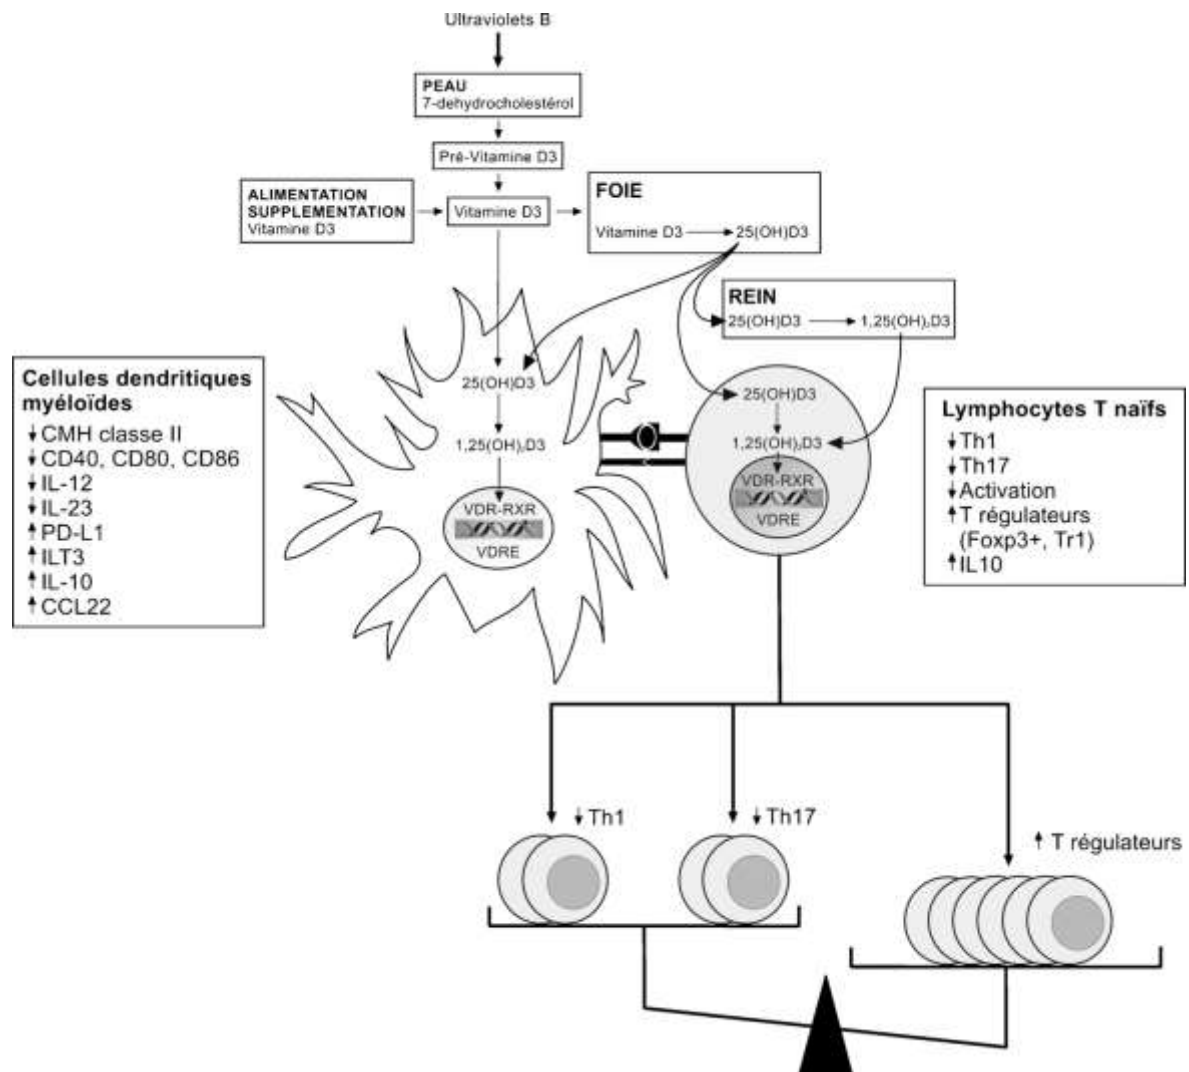 Ultraviolets B
PEAU
7-dehydrocholestérol
Pré-Vitamine D3
ALIMENTATION
SUPPLEMENTATION
Vitamine D3
Vitamine D3
FOIE
Vitamine D3
25(OH)D3
REIN
25(OH)D3
1,25(OH)₂D3
Cellules dendritiques
myéloïdes
↓CMH classe II
↓CD40, CD80, CD86
↓IL-12
↓IL-23
↑PD-L1
↑ILT3
↑IL-10
↑CCL22
25(OH)D3
1,25(OH)₂D3
VDR-RXR
VDRE
25(OH)D3
1,25(OH)₂D3
VDR-RXR
VDRE
Lymphocytes T naïfs
↓Th1
↓Th17
↓Activation
↑T régulateurs
(Foxp3+, Tr1)
↑IL10
↓Th1
↓Th17
↑ T régulateurs